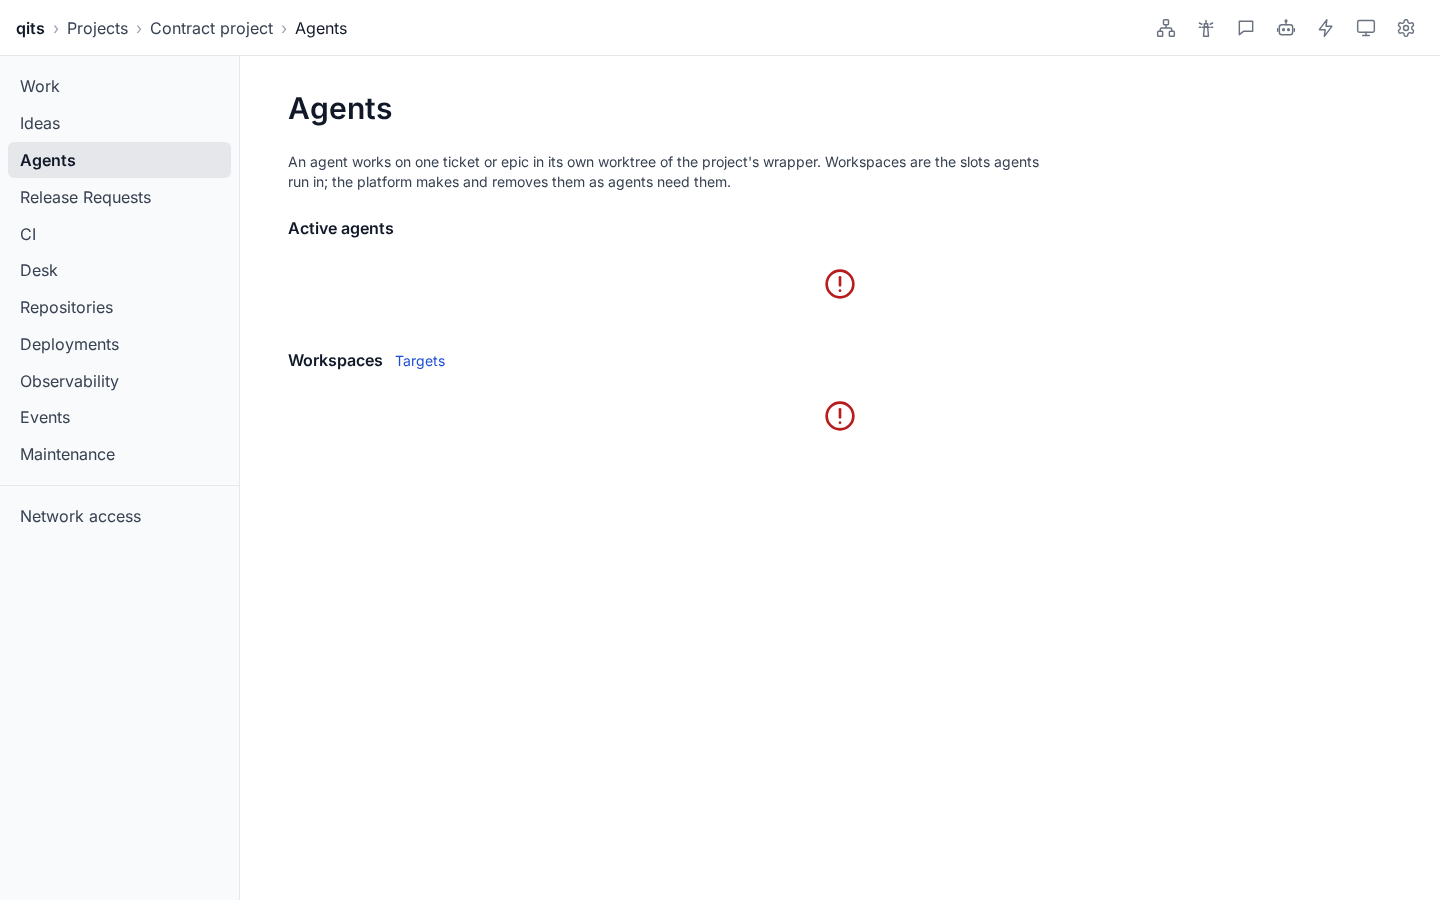 qits › Projects › Contract project › Agents
Work
Ideas
Agents
Release Requests
CI
Desk
Repositories
Deployments
Observability
Events
Maintenance
Network access
Agents
An agent works on one ticket or epic in its own worktree of the project's wrapper. Workspaces are the slots agents
run in; the platform makes and removes them as agents need them.
Active agents
Workspaces Targets